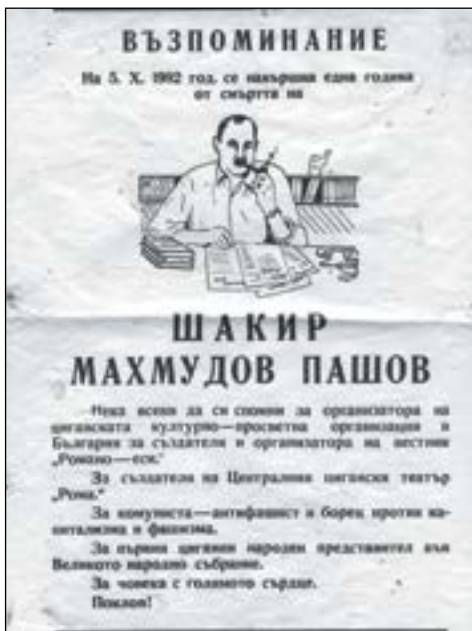 ВЪЗПОМИНАНИЕ
На 5. X. 1982 год. се навършва една година
от смъртта на
ШАКИР
МАХМУДОВ ПАШОВ
Нека всеки да си спомни за организатора на
циганската културно—просветна организация в
България за създателя и организатора на вестник
„Романо—еси.“
За създателя на Централния цигански театър
„Рома.“
За комуниста—антифашист и борец против ка-
питализма и фашизма.
За първия циганин народен представител във
Великото народно събрание.
За човека с голямото сърце.
Поклон!